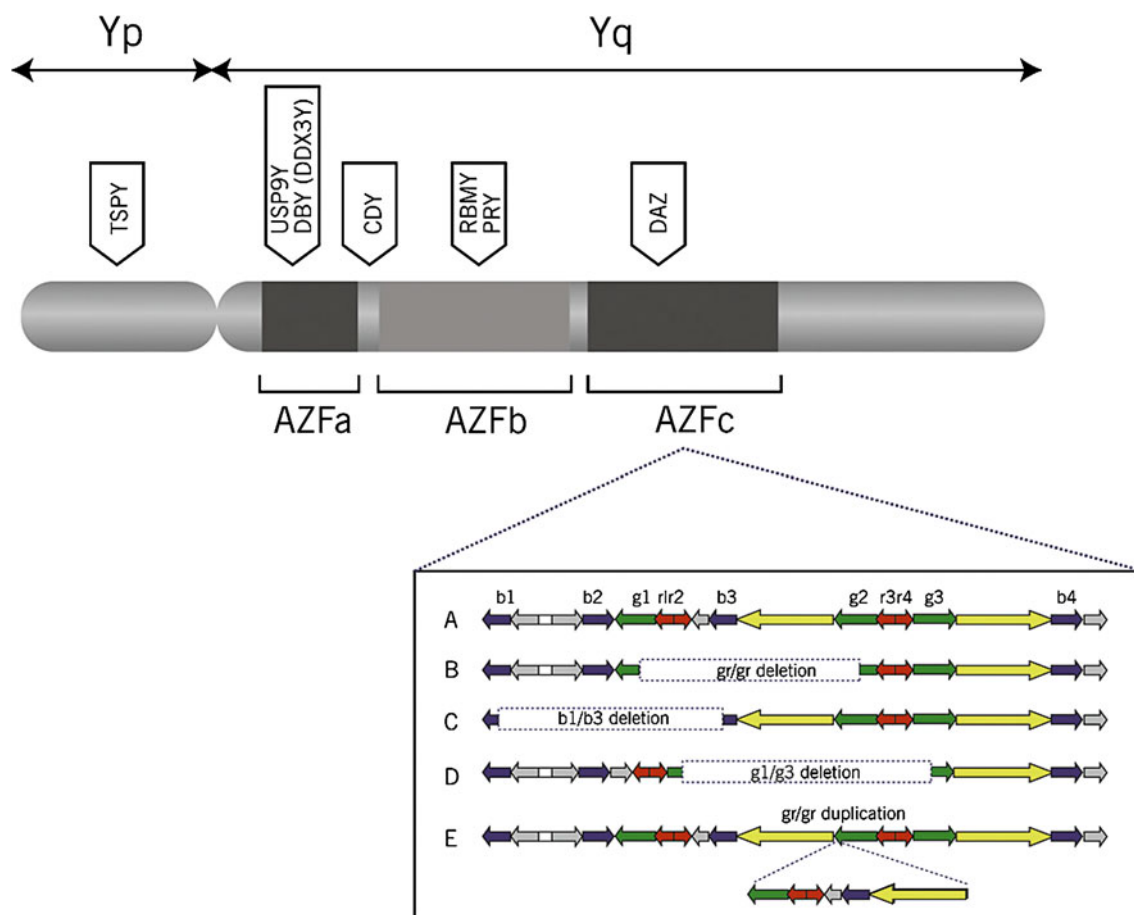 Yp Yq
TSPY
USP9Y
DBY (DDX3Y)
CDY
RBMY
PRY
DAZ
AZFa AZFb AZFc
b1 b2 g1 rlr2 b3 g2 r3r4 g3 b4
A
B gr/gr deletion
C b1/b3 deletion
D g1/g3 deletion
gr/gr duplication
E